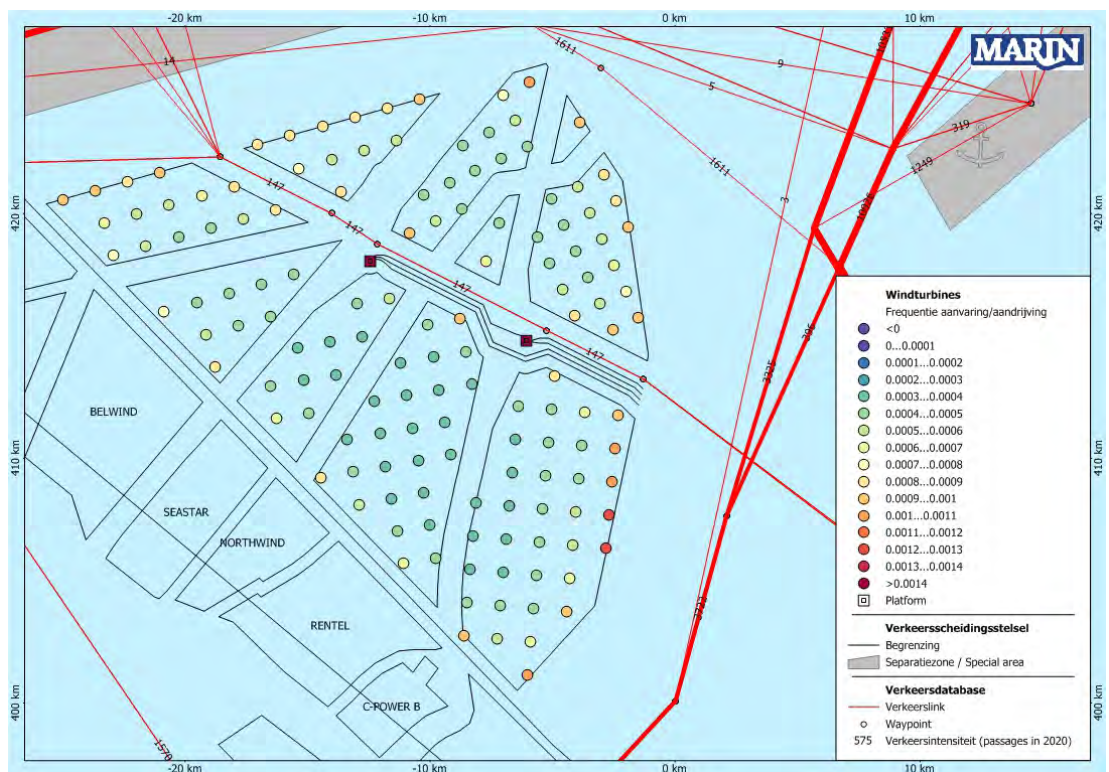 -20 km
-10 km
0 km
10 km
MARIN
14
1611
9
5
319
1249
1611
3
147
147
147
147
420 km
420 km
410 km
410 km
400 km
400 km
3325
396
3722
1570
BELWIND
SEASTAR
NORTHWIND
RENTEL
C-POWER B
Windturbines
Frequentie aanvaring/aandrijving
<0
0...0.0001
0.0001...0.0002
0.0002...0.0003
0.0003...0.0004
0.0004...0.0005
0.0005...0.0006
0.0006...0.0007
0.0007...0.0008
0.0008...0.0009
0.0009...0.001
0.001...0.0011
0.0011...0.0012
0.0012...0.0013
0.0013...0.0014
>0.0014
Platform
Verkeersscheidingsstelsel
Begrenzing
Separatiezone / Special area
Verkeersdatabase
Verkeerslink
Waypoint
575 Verkeersintensiteit (passages in 2020)
-20 km
-10 km
0 km
10 km